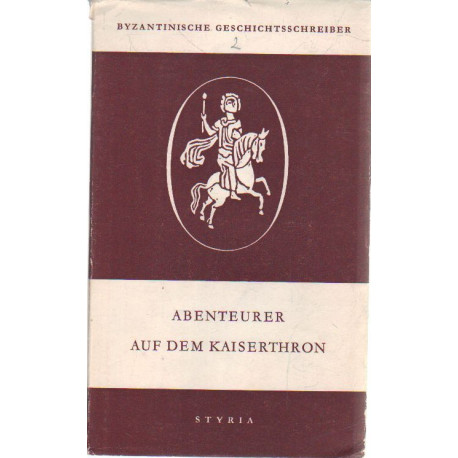 BYZANTINISCHE GESCHICHTSSCHREIBER
2
ABENTEURER
AUF DEM KAISERTHRON
STYRIA